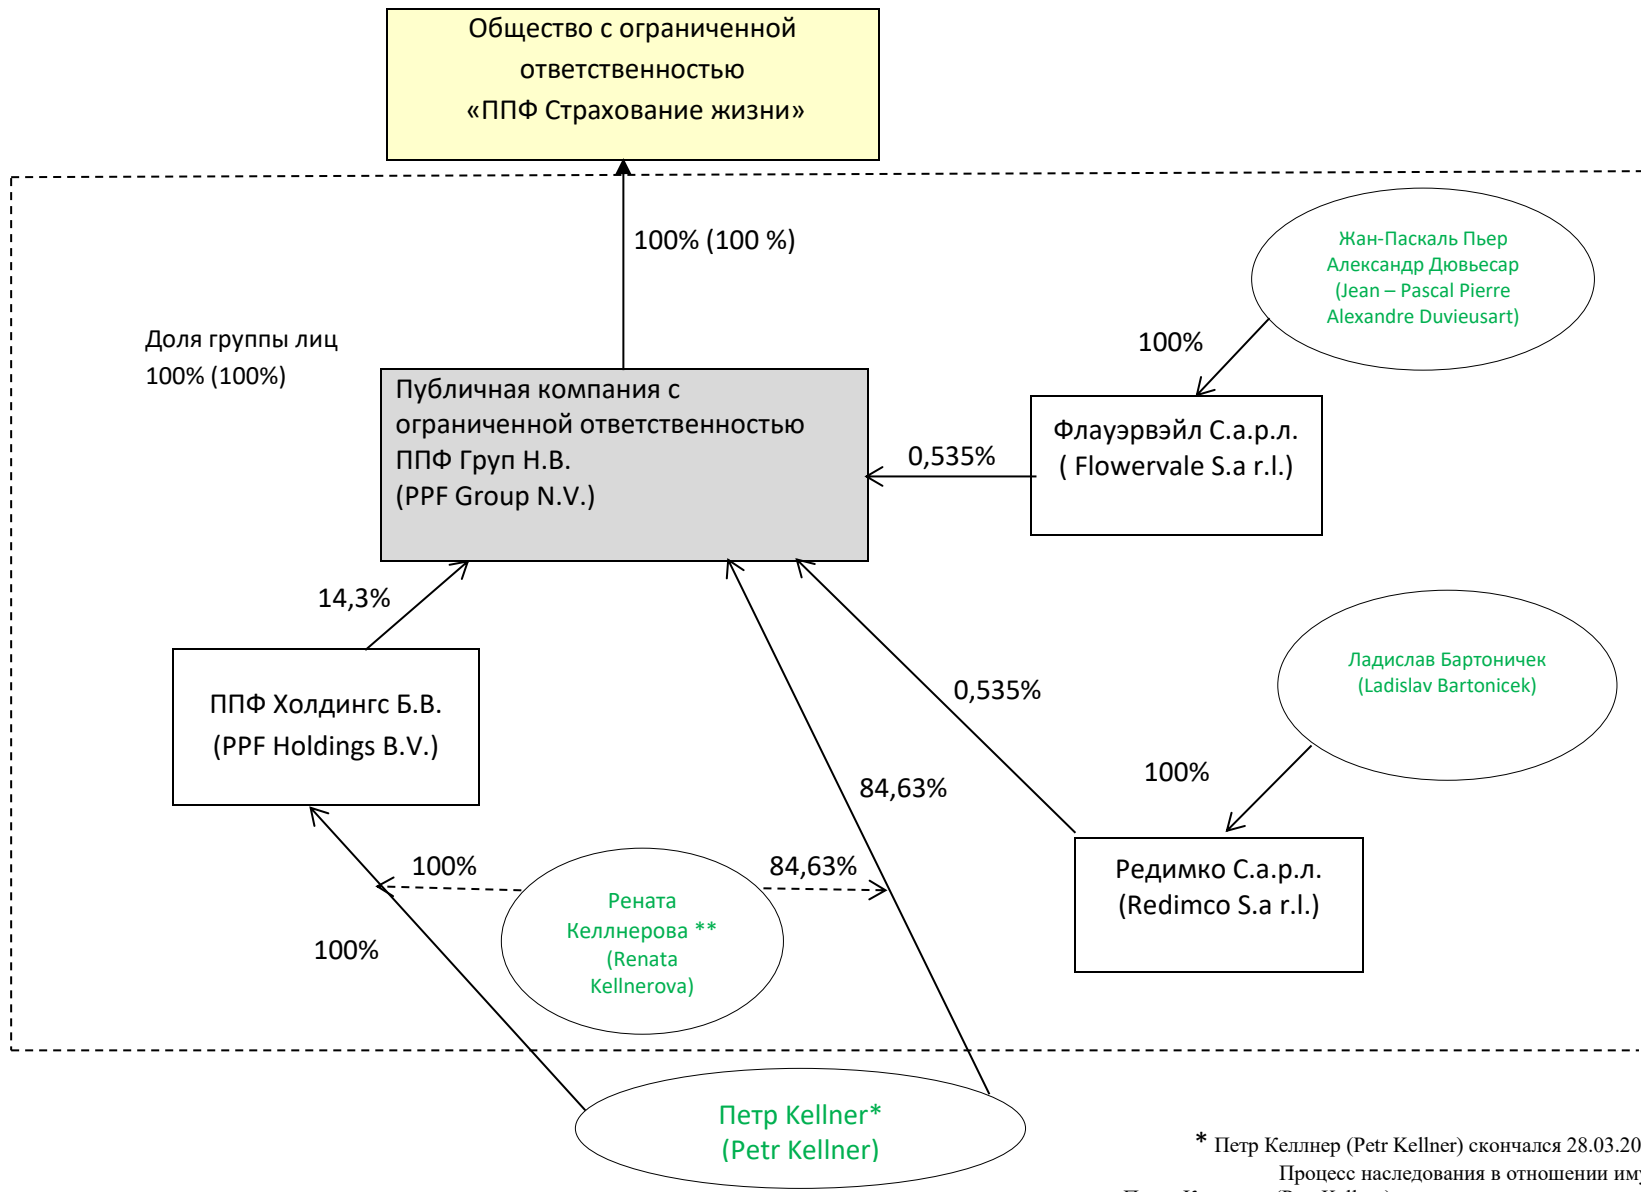 Общество с ограниченной
ответственностью
«ППФ Страхование жизни»
100% (100 %)
Жан-Паскаль Пьер
Александр Дювьесар
(Jean – Pascal Pierre
Alexandre Duvieusart)
Доля группы лиц
100% (100%)
100%
Публичная компания с
ограниченной ответственностью
ППФ Груп Н.В.
(PPF Group N.V.)
0,535%
Флауэрвэйл С.а.р.л.
( Flowervale S.a r.l.)
14,3%
ППФ Холдингс Б.В.
(PPF Holdings B.V.)
0,535%
Ладислав Бартоничек
(Ladislav Bartonicek)
100%
84,63%
100%
84,63%
Рената
Келлнерова **
(Renata
Kellnerova)
Редимко С.а.р.л.
(Redimco S.a r.l.)
100%
Петр Kellner*
(Petr Kellner)
* Петр Келлнер (Petr Kellner) скончался 28.03.20
Процесс наследования в отношении